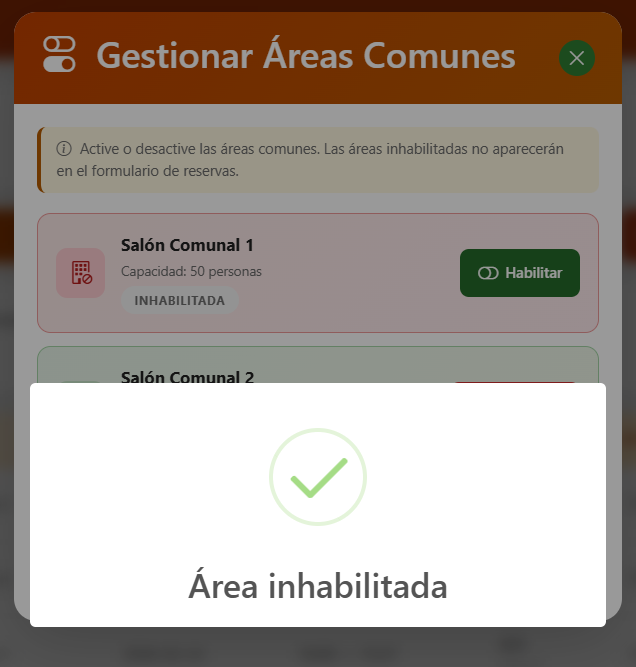 Gestionar Áreas Comunes
Active o desactive las áreas comunes. Las áreas inhabilitadas no aparecerán
en el formulario de reservas.
Salón Comunal 1
Capacidad: 50 personas
INHABILITADA
Habilitar
Salón Comunal 2
Área inhabilitada